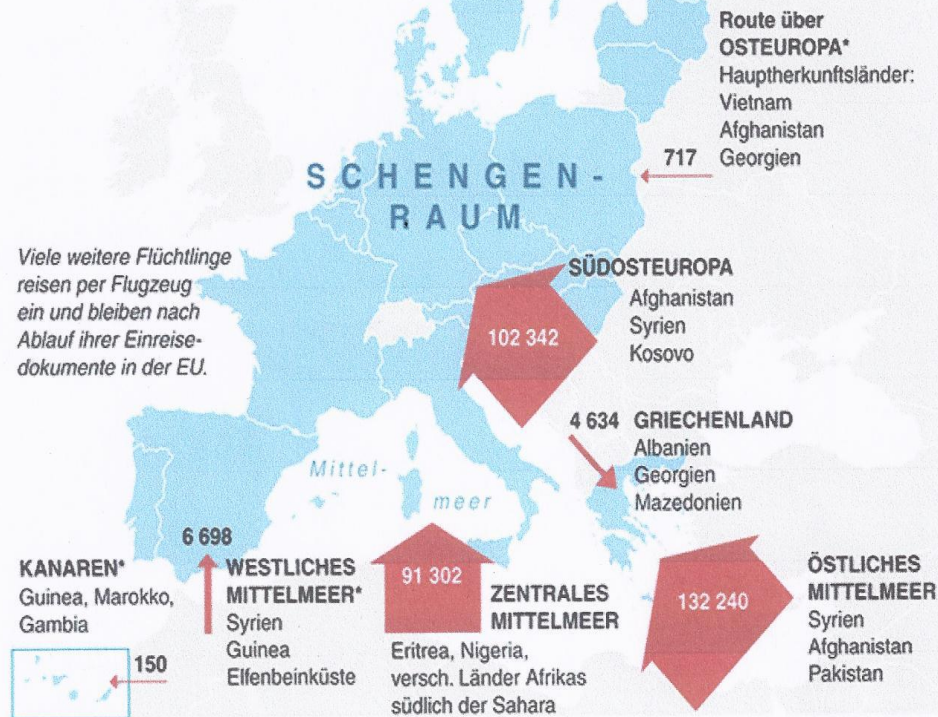 Route über
OSTEUROPA*
Hauptherkunftsländer:
Vietnam
Afghanistan
Georgien
717
SCHENGEN-
RAUM
Viele weitere Flüchtlinge
reisen per Flugzeug
ein und bleiben nach
Ablauf ihrer Einreise-
dokumente in der EU.
SÜDOSTEUROPA
Afghanistan
Syrien
Kosovo
102 342
4 634 GRIECHENLAND
Albanien
Georgien
Mazedonien
Mittel-
meer
KANAREN*
Guinea, Marokko,
Gambia
150
6 698
WESTLICHES
MITTELMEER*
Syrien
Guinea
Elfenbeinküste
91 302
ZENTRALES
MITTELMEER
Eritrea, Nigeria,
versch. Länder Afrikas
südlich der Sahara
132 240
ÖSTLICHES
MITTELMEER
Syrien
Afghanistan
Pakistan